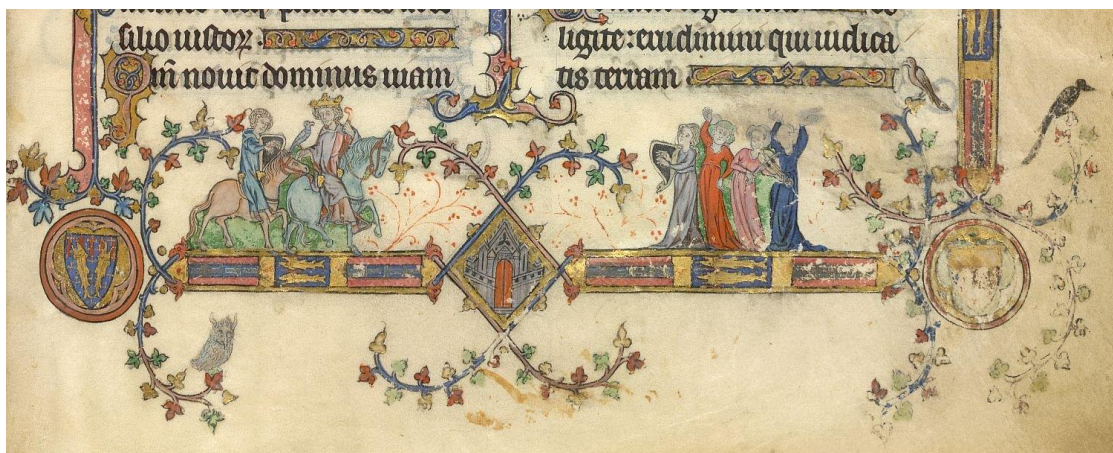 silio iustoꝝ
Qm̅ nouit dominus uiam
ligite: erudimini qui iudica
tis terram